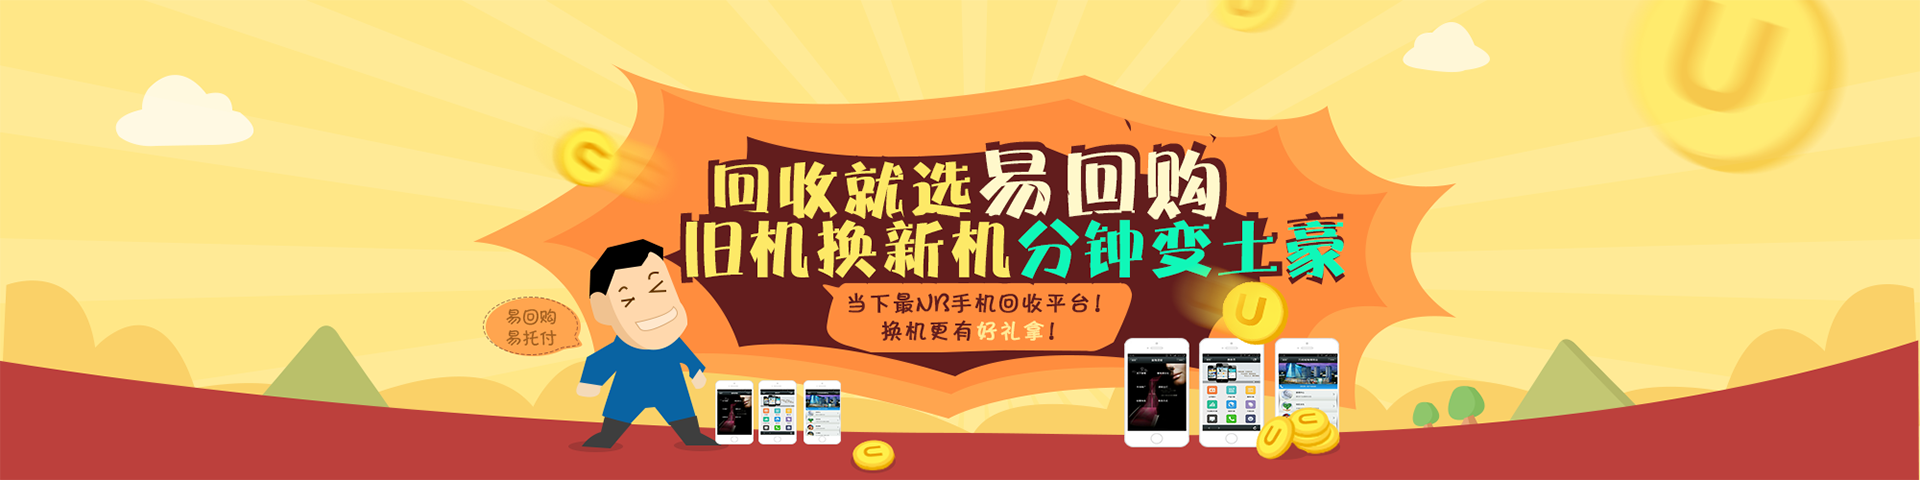 回收就选易回购
旧机换新机分钟变土豪
当下最NB手机回收平台！
换机更有好礼拿！
易回购
易托付
U
U
U
U
U
U